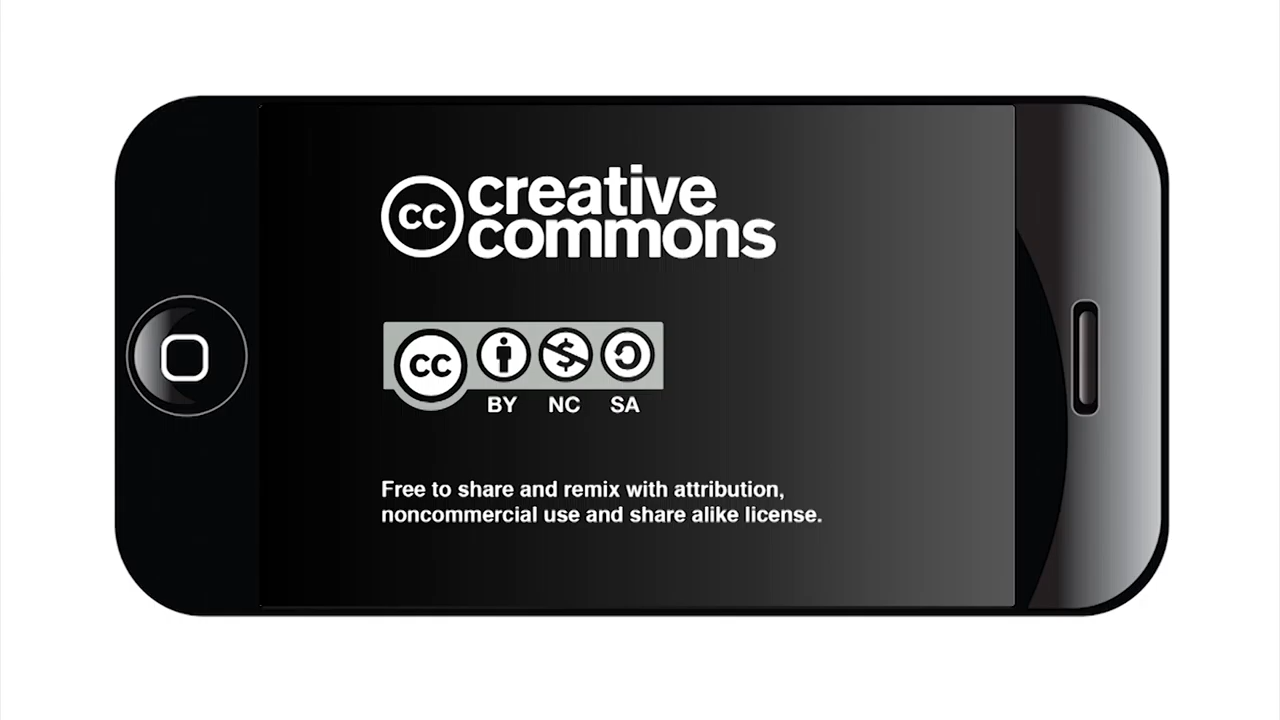 cc creative
commons
cc
BY NC SA
Free to share and remix with attribution,
noncommercial use and share alike license.